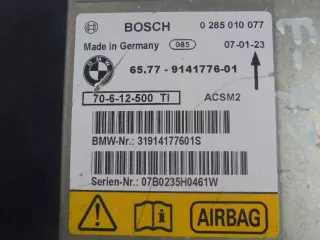 BOSCH 0 285 010 077
Made in Germany 085 07-01-23
BMW 65.77 - 9141776-01
70-6-12-500 TI ACSM2
BMW-Nr.: 31914177601S
Serien-Nr.: 07B0235H0461W
AIRBAG